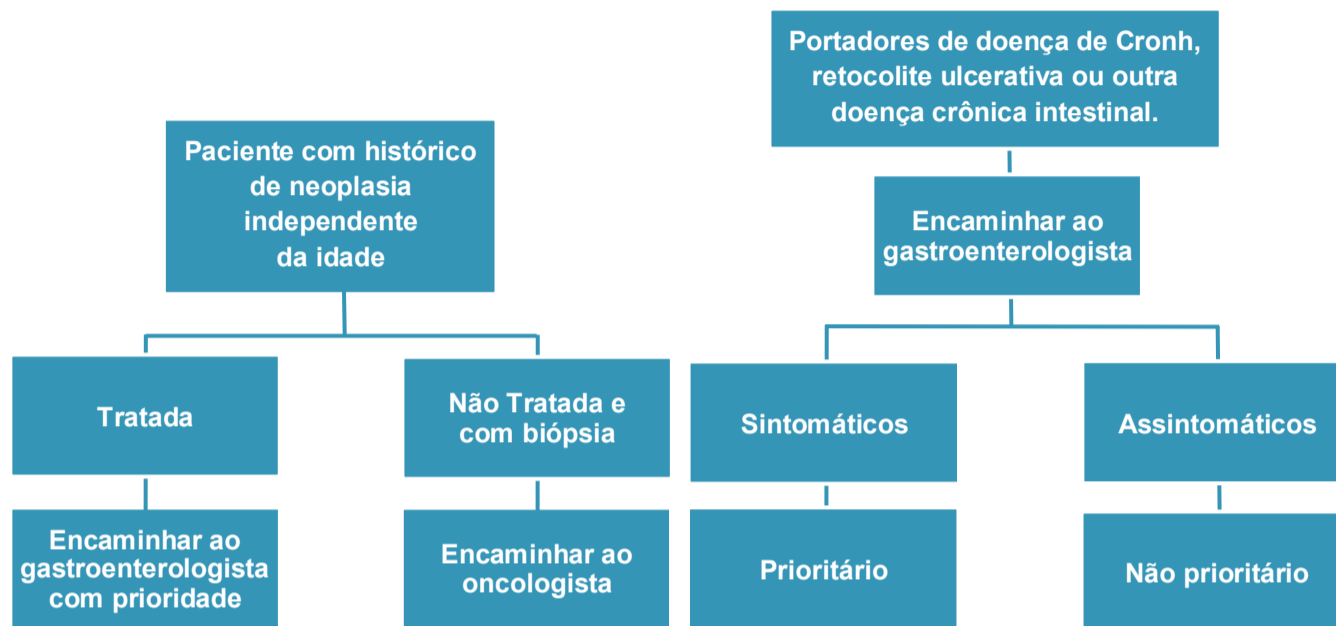 Paciente com histórico
de neoplasia
independente
da idade
Tratada
Não Tratada e
com biópsia
Encaminhar ao
gastroenterologista
com prioridade
Encaminhar ao
oncologista
Portadores de doença de Cronh,
retocolite ulcerativa ou outra
doença crônica intestinal.
Encaminhar ao
gastroenterologista
Sintomáticos
Assintomáticos
Prioritário
Não prioritário